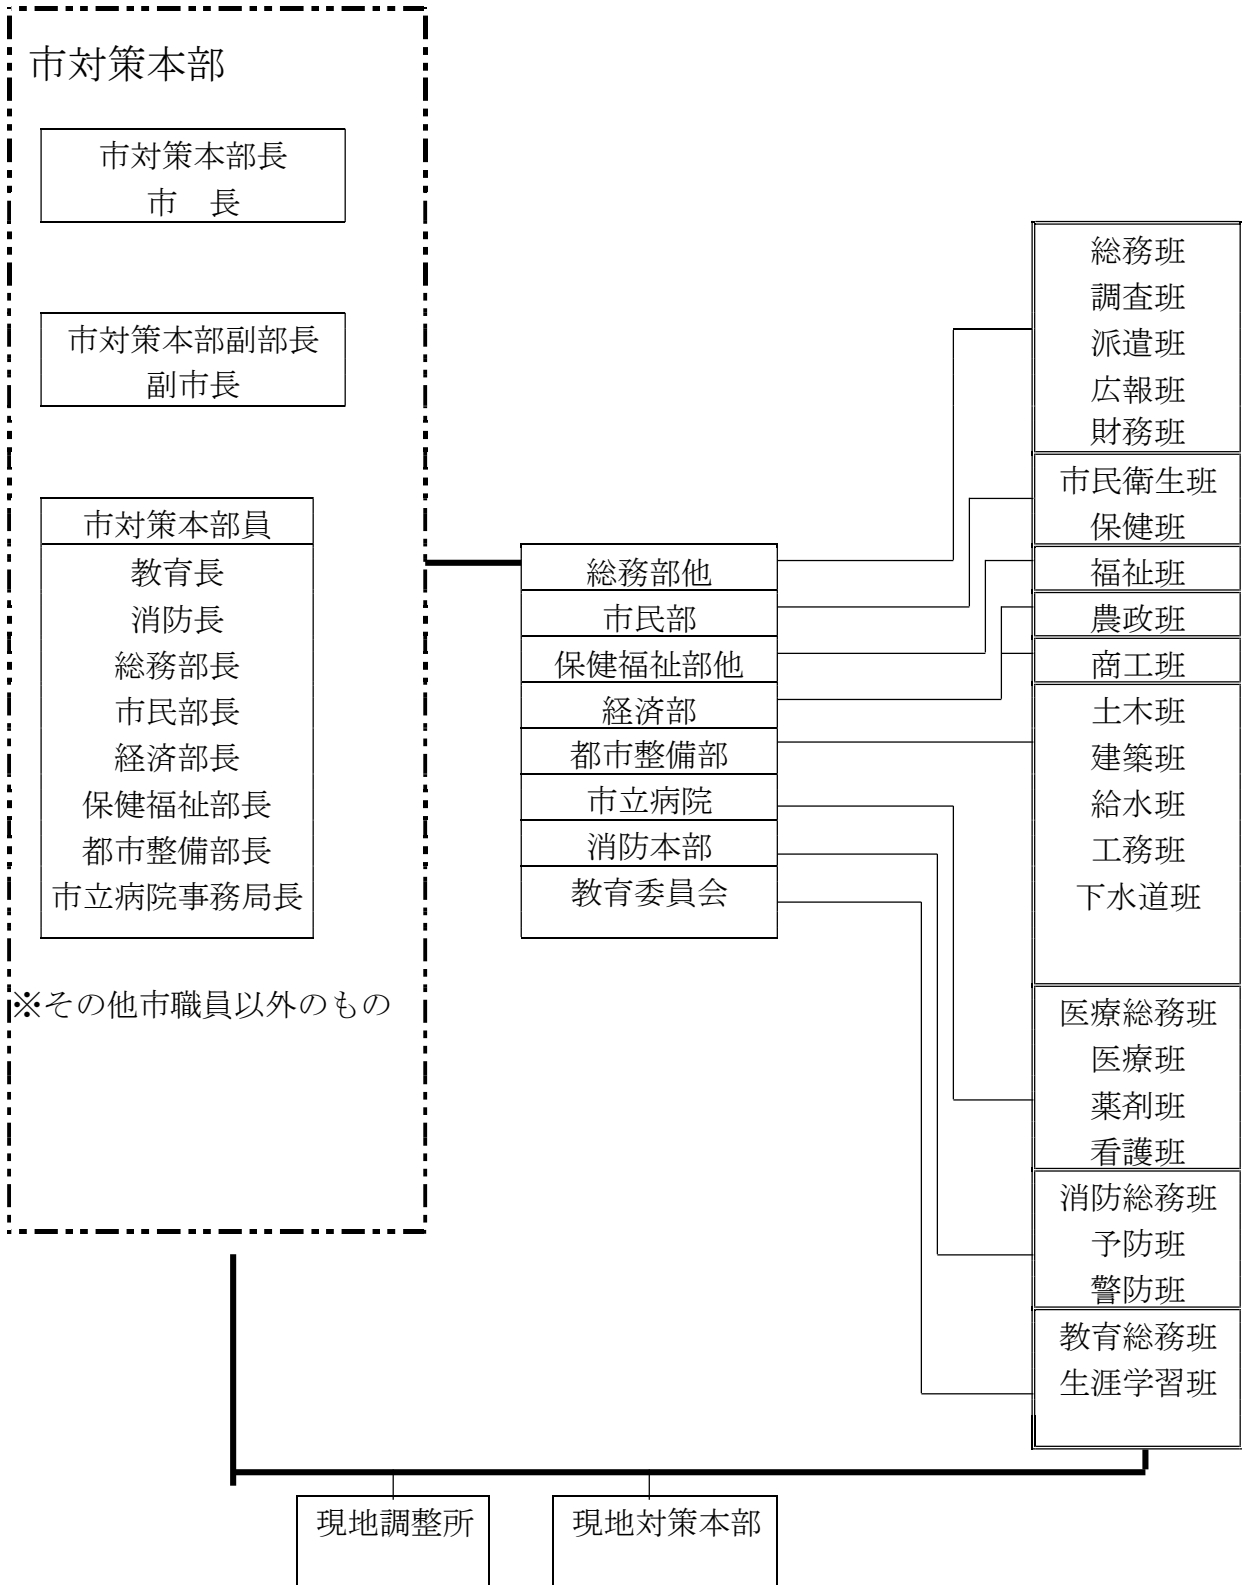 市対策本部
市対策本部長
市　長
市対策本部副部長
副市長
市対策本部員
教育長
消防長
総務部長
市民部長
経済部長
保健福祉部長
都市整備部長
市立病院事務局長
※その他市職員以外のもの
総務部他
市民部
保健福祉部他
経済部
都市整備部
市立病院
消防本部
教育委員会
総務班
調査班
派遣班
広報班
財務班
市民衛生班
保健班
福祉班
農政班
商工班
土木班
建築班
給水班
工務班
下水道班
医療総務班
医療班
薬剤班
看護班
消防総務班
予防班
警防班
教育総務班
生涯学習班
現地調整所
現地対策本部